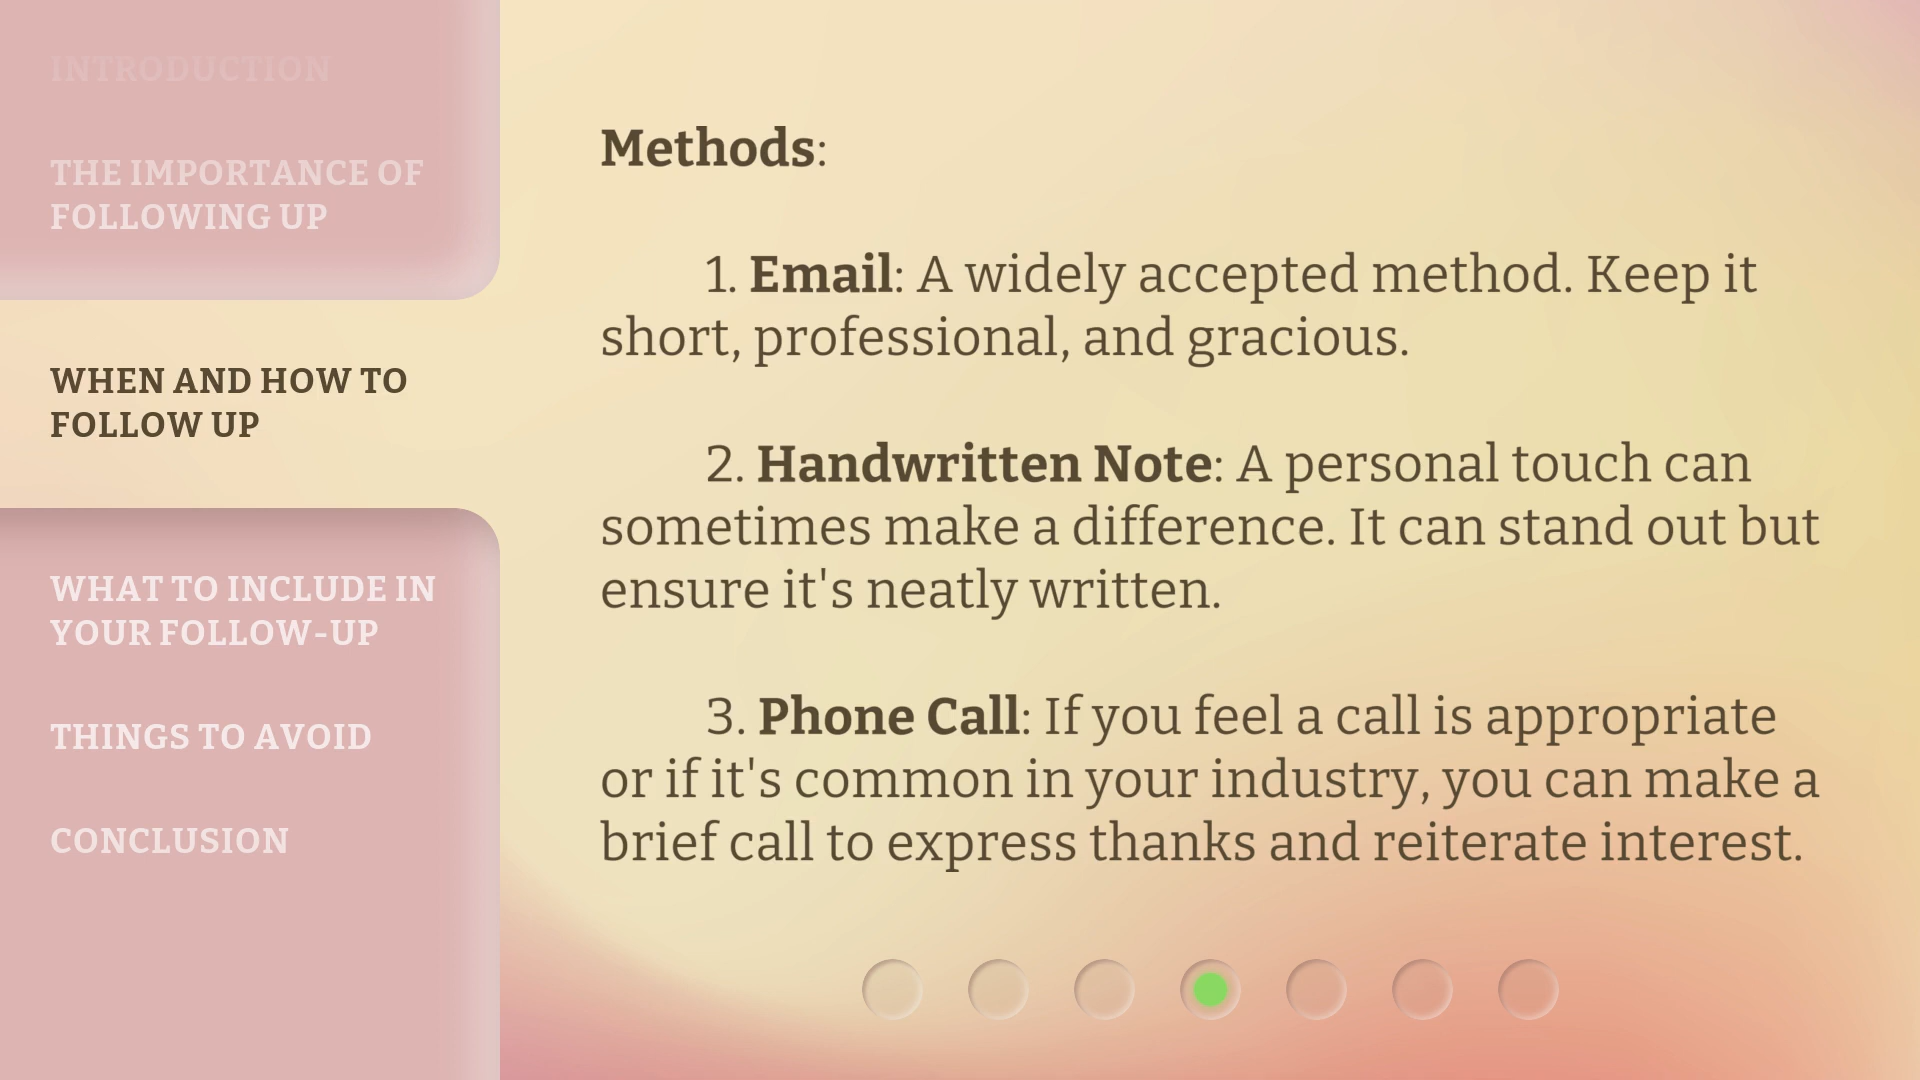 INTRODUCTION
THE IMPORTANCE OF
FOLLOWING UP
WHEN AND HOW TO
FOLLOW UP
WHAT TO INCLUDE IN
YOUR FOLLOW-UP
THINGS TO AVOID
CONCLUSION
Methods:
1. Email: A widely accepted method. Keep it
short, professional, and gracious.
2. Handwritten Note: A personal touch can
sometimes make a difference. It can stand out but
ensure it's neatly written.
3. Phone Call: If you feel a call is appropriate
or if it's common in your industry, you can make a
brief call to express thanks and reiterate interest.